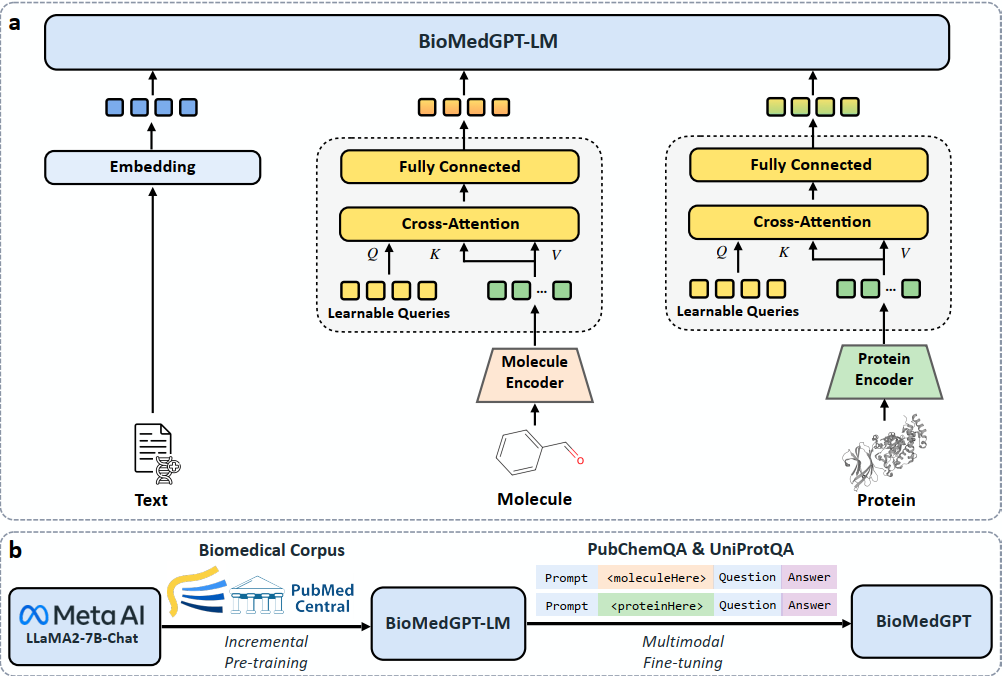 a
BioMedGPT-LM
Embedding
Fully Connected
Cross-Attention
Q
K
V
Learnable Queries
...
Molecule
Encoder
Fully Connected
Cross-Attention
Q
K
V
Learnable Queries
...
Protein
Encoder
O
Text
Molecule
Protein
b
Biomedical Corpus
PubMed
Central
Meta AI
LLaMA2-7B-Chat
Incremental
Pre-training
BioMedGPT-LM
PubChemQA & UniProtQA
Prompt <moleculeHere> Question Answer
Prompt <proteinHere> Question Answer
Multimodal
Fine-tuning
BioMedGPT